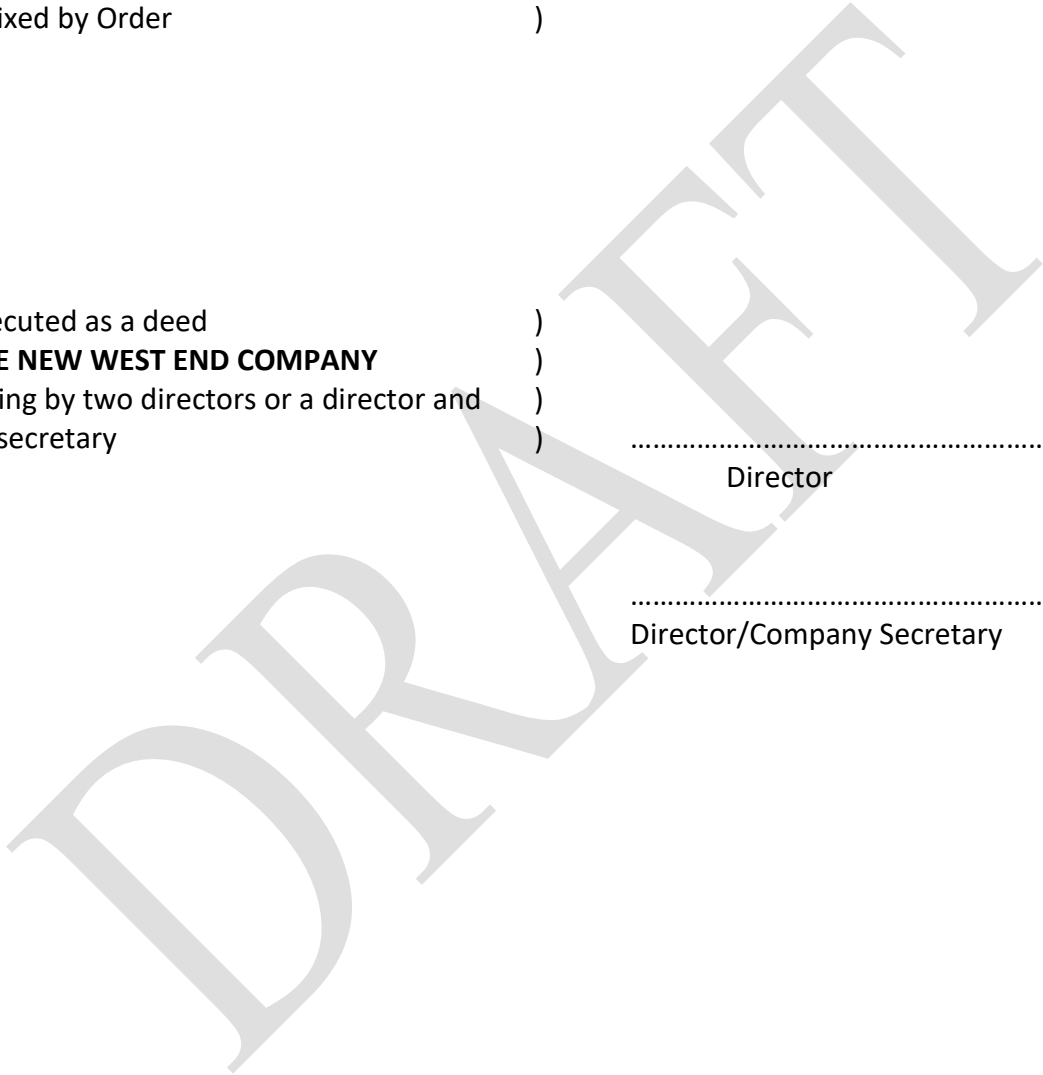 ixed by Order )
ecuted as a deed )
E NEW WEST END COMPANY )
ing by two directors or a director and )
secretary ) ……………………………………………………
Director
……………………………………………………
Director/Company Secretary
DRAFT